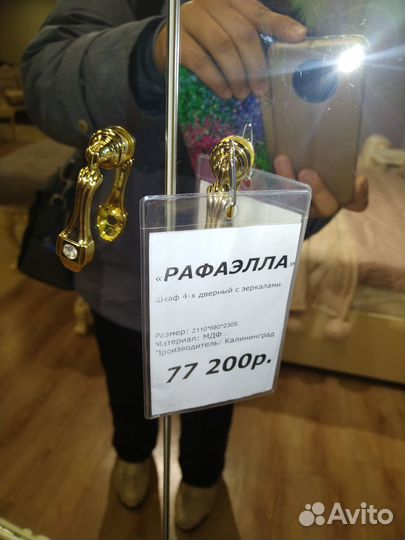 «РАФАЭЛЛА»
Шкаф 4-х дверный с зеркалами.
Размер: 2110*680*2305.
Материал: МДФ .
Производитель: Калининград
77 200р.
Avito